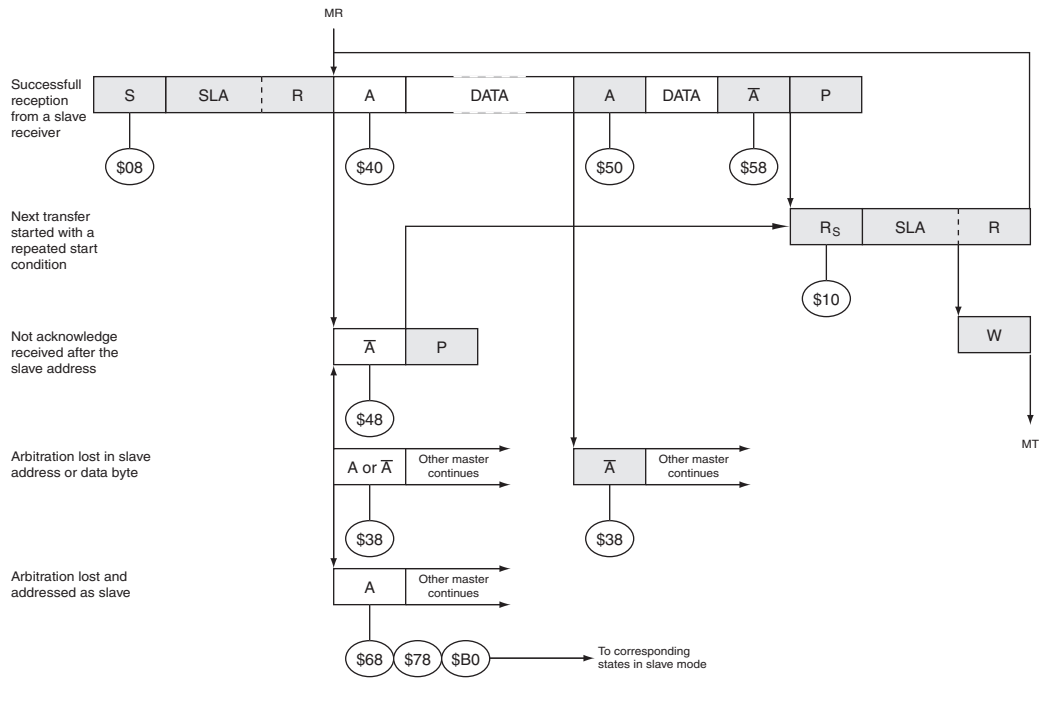 MR
Successfull
reception
from a slave
receiver
S SLA R A DATA A DATA A̅ P
$08 $40 $50 $58
Next transfer
started with a
repeated start
condition
RS SLA R
$10
Not acknowledge
received after the
slave address
A̅ P
W
$48
MT
Arbitration lost in slave
address or data byte
A or A̅ Other master
continues
A̅ Other master
continues
$38 $38
Arbitration lost and
addressed as slave
A Other master
continues
$68 $78 $B0
To corresponding
states in slave mode